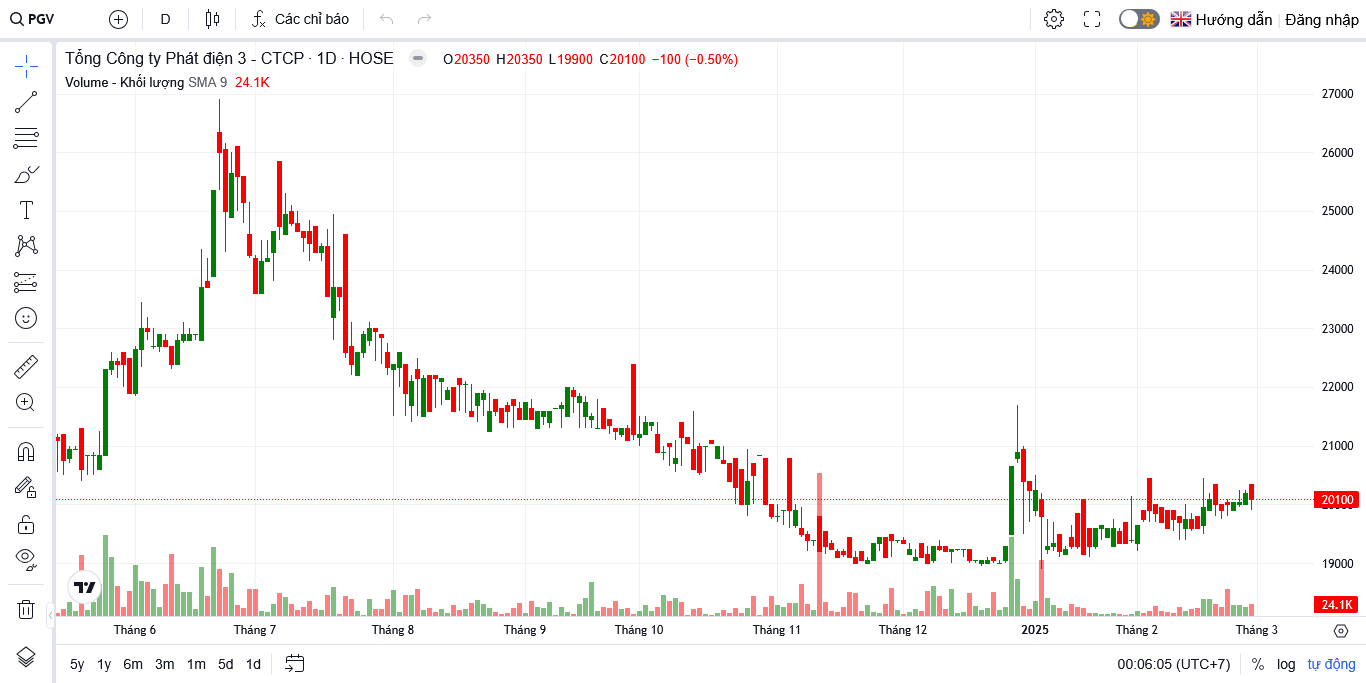 PGV D Các chỉ báo Hướng dẫn Đăng nhập
Tổng Công ty Phát điện 3 - CTCP · 1D · HOSE O20350 H20350 L19900 C20100 −100 (−0.50%)
Volume - Khối lượng SMA 9 24.1K
27000
26000
25000
24000
23000
22000
21000
20100
19000
24.1K
Tháng 6 Tháng 7 Tháng 8 Tháng 9 Tháng 10 Tháng 11 Tháng 12 2025 Tháng 2 Tháng 3
5y 1y 6m 3m 1m 5d 1d 00:06:05 (UTC+7) % log tự động